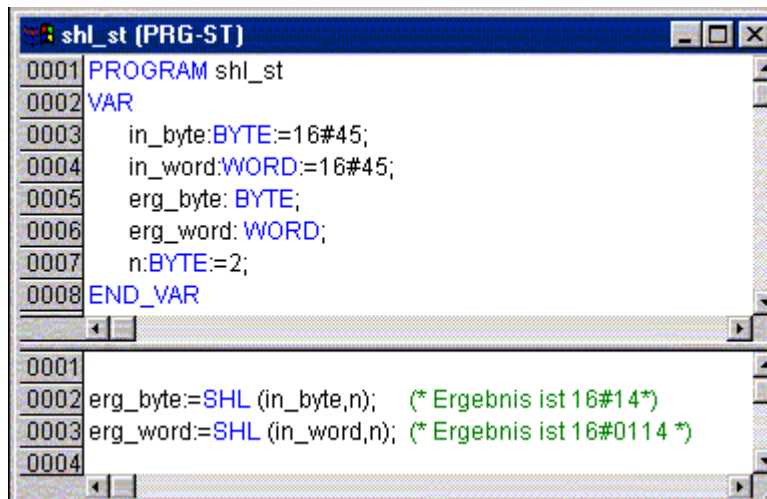 shl_st (PRG-ST)
0001 PROGRAM shl_st
0002 VAR
0003 in_byte:BYTE:=16#45;
0004 in_word:WORD:=16#45;
0005 erg_byte: BYTE;
0006 erg_word: WORD;
0007 n:BYTE:=2;
0008 END_VAR
0001
0002 erg_byte:=SHL (in_byte,n); (* Ergebnis ist 16#14*)
0003 erg_word:=SHL (in_word,n); (* Ergebnis ist 16#0114 *)
0004